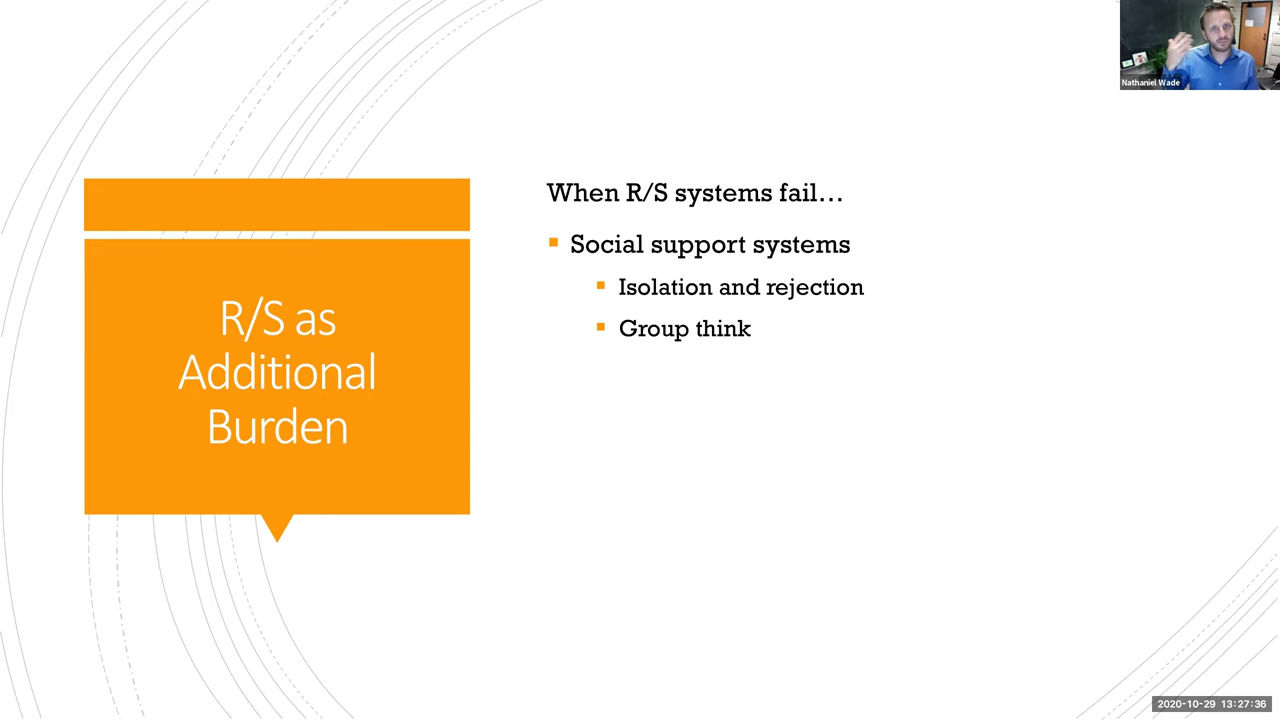 Nathaniel Wade
R/S as
Additional
Burden
When R/S systems fail…
Social support systems
Isolation and rejection
Group think
2020-10-29 13:27:36